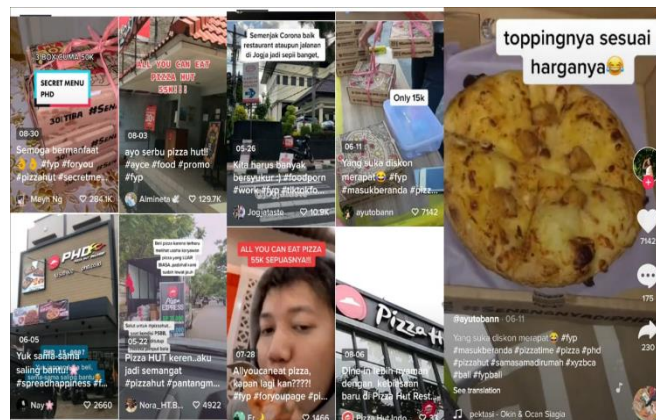 3 BOX CUMA 50K
SECRET MENU
PHD
08-30
Semoga bermanfaat
#fyp #foryou
#pizzahut #secretme...
Meyn Ng 284.1K
ALL YOU CAN EAT
PIZZA HUT
55K!!!
08-03
ayo serbu pizza hut!!
#ayce #food #promo
#fyp
Almineta 129.7K
Semenjak Corona baik
restaurant ataupun jalanan
di Jogja jadi sepii banget,
05-26
Kita harus banyak
bersyukur :) #foodporn
#work #fyp #tiktokfo...
Jogjataste 10.9K
Only 15k
06-11
Yang suka diskon
merapat #fyp
#masukberanda #pizz...
ayutobann 7142
PHD
06-05
Yuk sama-sama
saling bantu
#spreadhappiness #f...
Nay 2660
PIZZA
EXPRESS
05-22
Pizza HUT keren..aku
jadi semangat
#pizzahut #pantangm...
Nora_HT.B... 4922
ALL YOU CAN EAT PIZZA
55K SEPUASNYA!!!
07-28
Allyoucaneat pizza,
kapan lagi kan????!
#fyp #foryoupage #pi...
1466
Pizza Hu
08-06
Dine-in lebih nyaman
dengan kebiasaan
baru di Pizza Hut Rest...
Pizza Hut Indo
toppingnya sesuai
harganya
7142
175
230
@ayutobann · 06-11
Yang suka diskon merapat #fyp
#masukberanda #pizzatime #pizza #phd
#pizzahut #samasamadirumah #xyzbca
#bali #fypbali
See translation
pektasi - Okin & Ocan Siagia